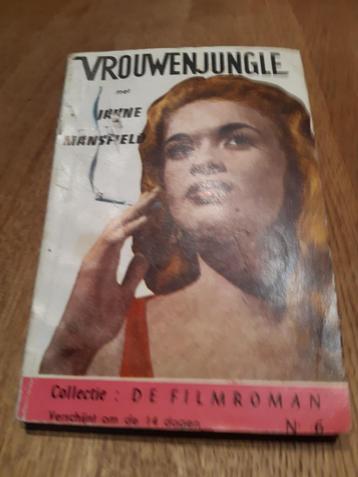 VROUWENJUNGLE
met
JAYNE
MANSFIELD
Collectie : DE FILMROMAN
Verschijnt om de 14 dagen
N° 6